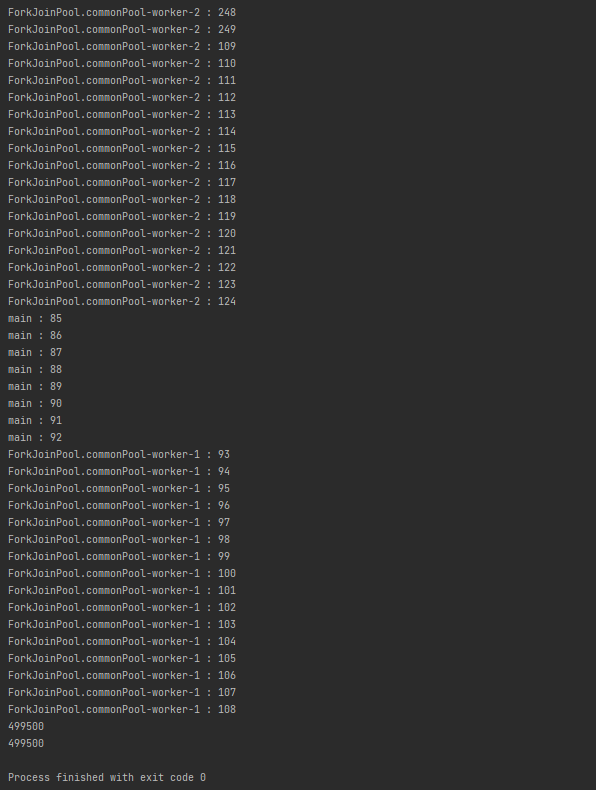 ForkJoinPool.commonPool-worker-2 : 248
ForkJoinPool.commonPool-worker-2 : 249
ForkJoinPool.commonPool-worker-2 : 109
ForkJoinPool.commonPool-worker-2 : 110
ForkJoinPool.commonPool-worker-2 : 111
ForkJoinPool.commonPool-worker-2 : 112
ForkJoinPool.commonPool-worker-2 : 113
ForkJoinPool.commonPool-worker-2 : 114
ForkJoinPool.commonPool-worker-2 : 115
ForkJoinPool.commonPool-worker-2 : 116
ForkJoinPool.commonPool-worker-2 : 117
ForkJoinPool.commonPool-worker-2 : 118
ForkJoinPool.commonPool-worker-2 : 119
ForkJoinPool.commonPool-worker-2 : 120
ForkJoinPool.commonPool-worker-2 : 121
ForkJoinPool.commonPool-worker-2 : 122
ForkJoinPool.commonPool-worker-2 : 123
ForkJoinPool.commonPool-worker-2 : 124
main : 85
main : 86
main : 87
main : 88
main : 89
main : 90
main : 91
main : 92
ForkJoinPool.commonPool-worker-1 : 93
ForkJoinPool.commonPool-worker-1 : 94
ForkJoinPool.commonPool-worker-1 : 95
ForkJoinPool.commonPool-worker-1 : 96
ForkJoinPool.commonPool-worker-1 : 97
ForkJoinPool.commonPool-worker-1 : 98
ForkJoinPool.commonPool-worker-1 : 99
ForkJoinPool.commonPool-worker-1 : 100
ForkJoinPool.commonPool-worker-1 : 101
ForkJoinPool.commonPool-worker-1 : 102
ForkJoinPool.commonPool-worker-1 : 103
ForkJoinPool.commonPool-worker-1 : 104
ForkJoinPool.commonPool-worker-1 : 105
ForkJoinPool.commonPool-worker-1 : 106
ForkJoinPool.commonPool-worker-1 : 107
ForkJoinPool.commonPool-worker-1 : 108
499500
499500
Process finished with exit code 0